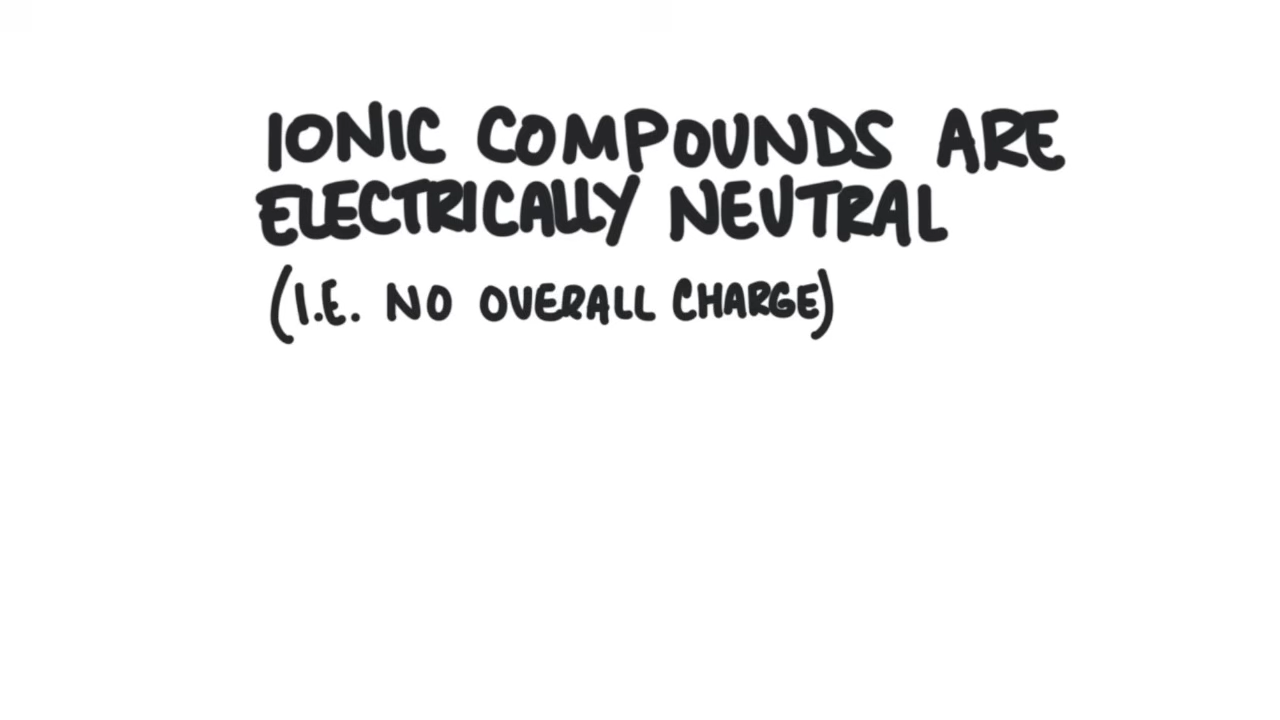 IONIC COMPOUNDS ARE
ELECTRICALLY NEUTRAL
(I.E. NO OVERALL CHARGE)